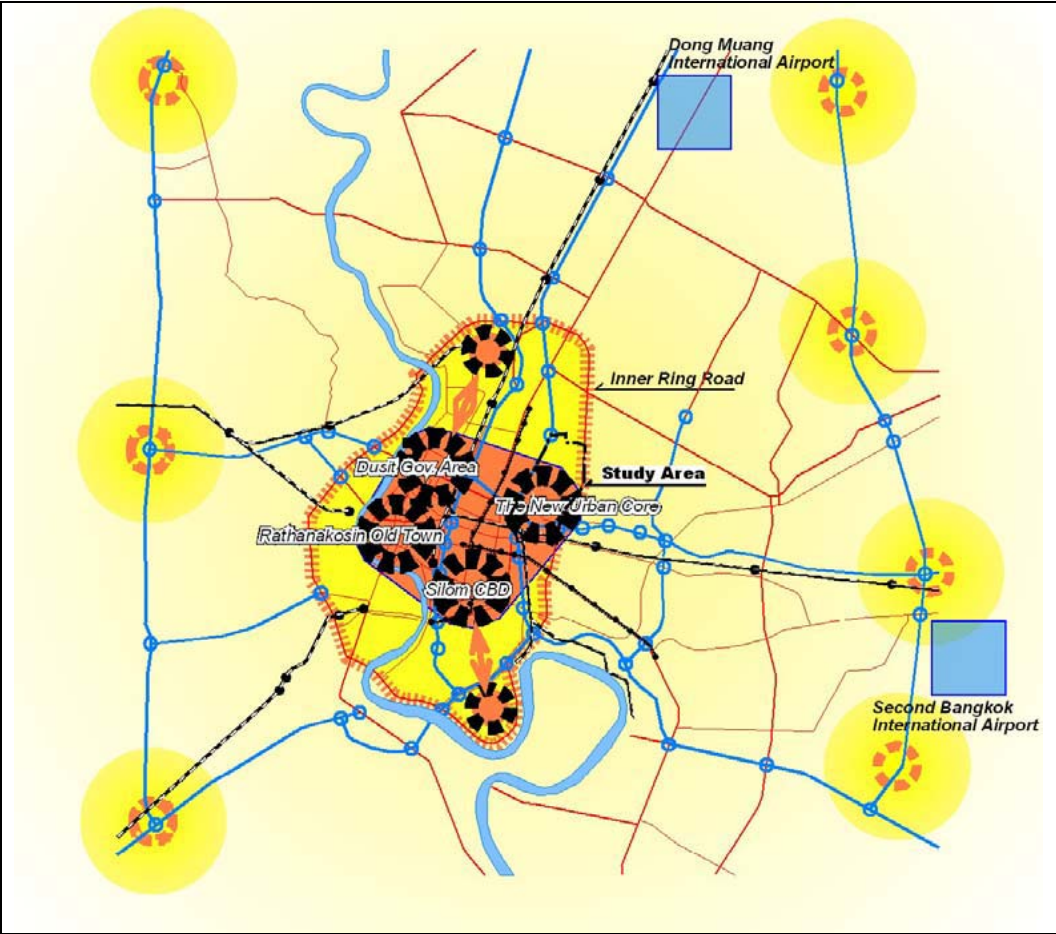 Dong Muang
International Airport
Inner Ring Road
Dusit Gov. Area
Study Area
The New Urban Core
Rathanakosin Old Town
Silom CBD
Second Bangkok
International Airport